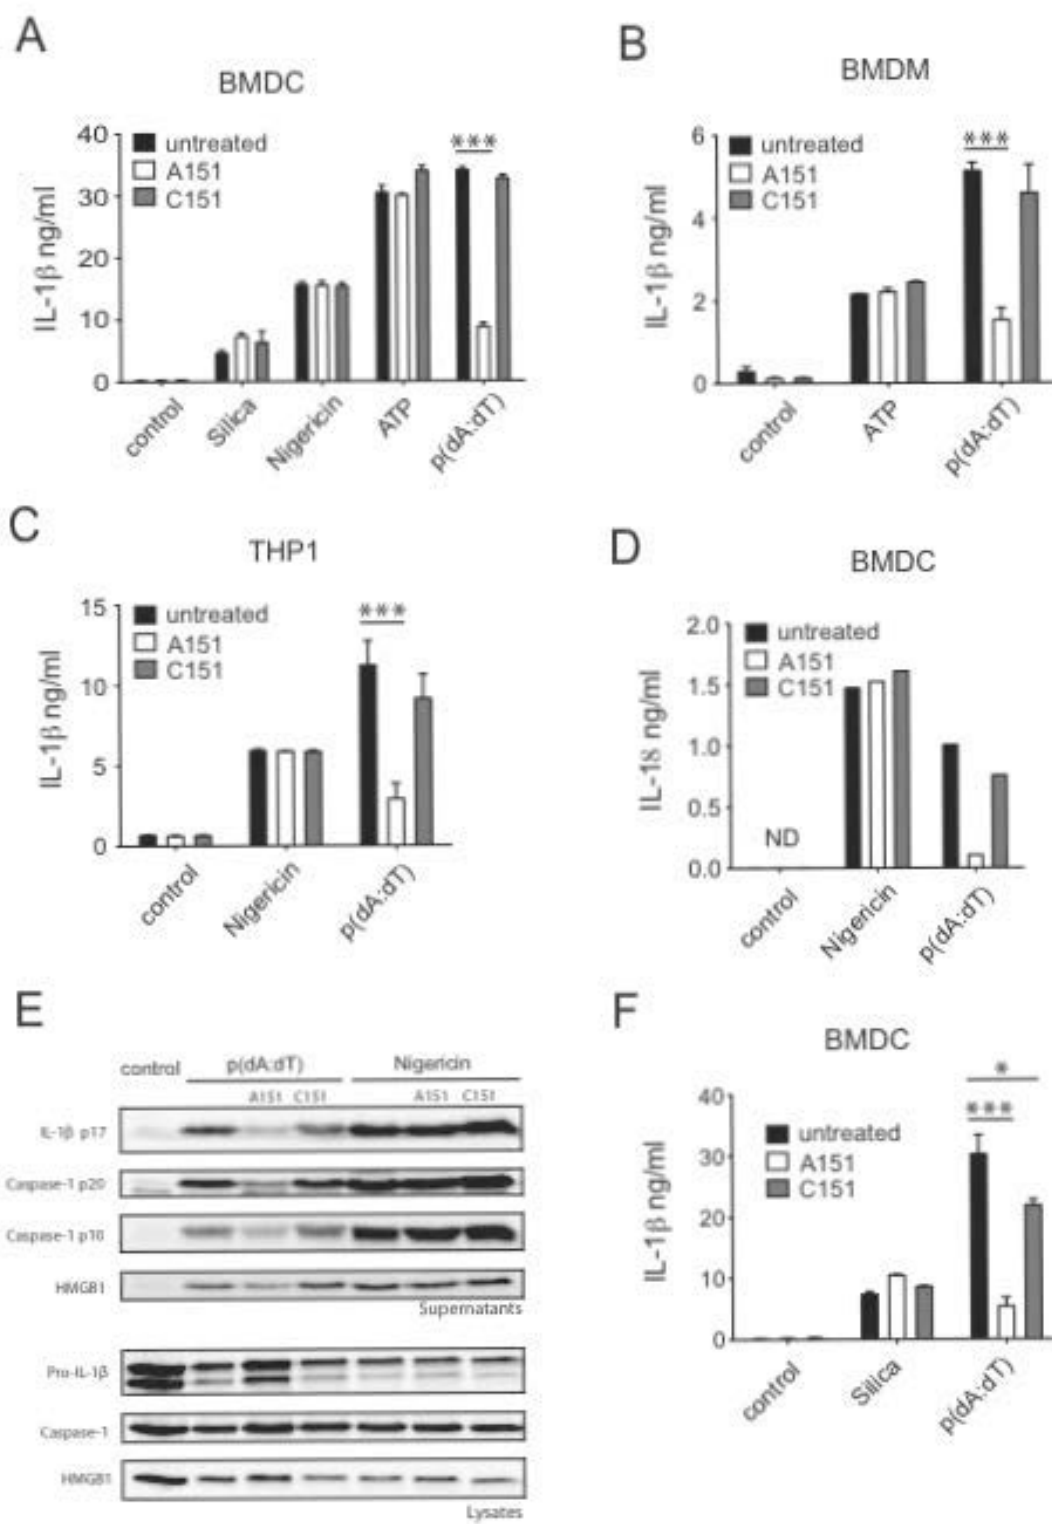 A
BMDC
IL-1β ng/ml
40
30
20
10
0
untreated
A151
C151
***
control
Silica
Nigericin
ATP
p(dA:dT)
B
BMDM
IL-1β ng/ml
6
4
2
0
untreated
A151
C151
***
control
ATP
p(dA:dT)
C
THP1
IL-1β ng/ml
15
10
5
0
untreated
A151
C151
***
control
Nigericin
p(dA:dT)
D
BMDC
IL-18 ng/ml
2.0
1.5
1.0
0.5
0.0
untreated
A151
C151
ND
control
Nigericin
p(dA:dT)
E
control p(dA:dT) Nigericin
A151 C151 A151 C151
IL-1β p17
Caspase-1 p20
Caspase-1 p10
HMGB1
Supernatants
Pro-IL-1β
Caspase-1
HMGB1
Lysates
F
BMDC
IL-1β ng/ml
40
30
20
10
0
untreated
A151
C151
*
***
control
Silica
p(dA:dT)